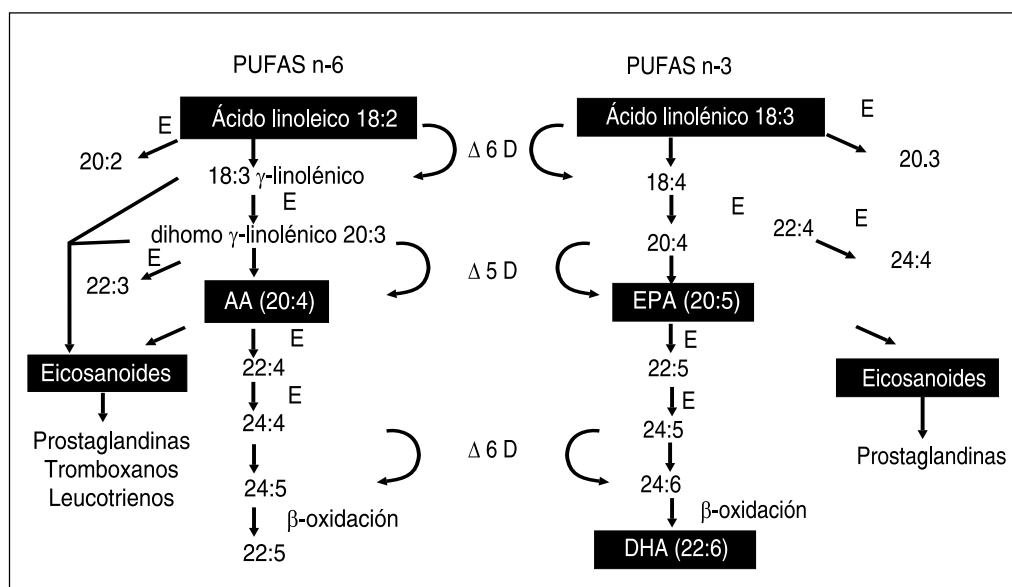 PUFAS n-6
PUFAS n-3
Ácido linoleico 18:2
Ácido linolénico 18:3
E
E
20:2
Δ 6 D
20.3
18:3 γ-linolénico
18:4
E
E
22:4
E
dihomo γ-linolénico 20:3
20:4
24:4
E
22:3
Δ 5 D
AA (20:4)
EPA (20:5)
E
E
Eicosanoides
22:4
22:5
Eicosanoides
E
E
24:4
24:5
Prostaglandinas
Tromboxanos
Leucotrienos
Δ 6 D
Prostaglandinas
24:5
24:6
β-oxidación
β-oxidación
22:5
DHA (22:6)